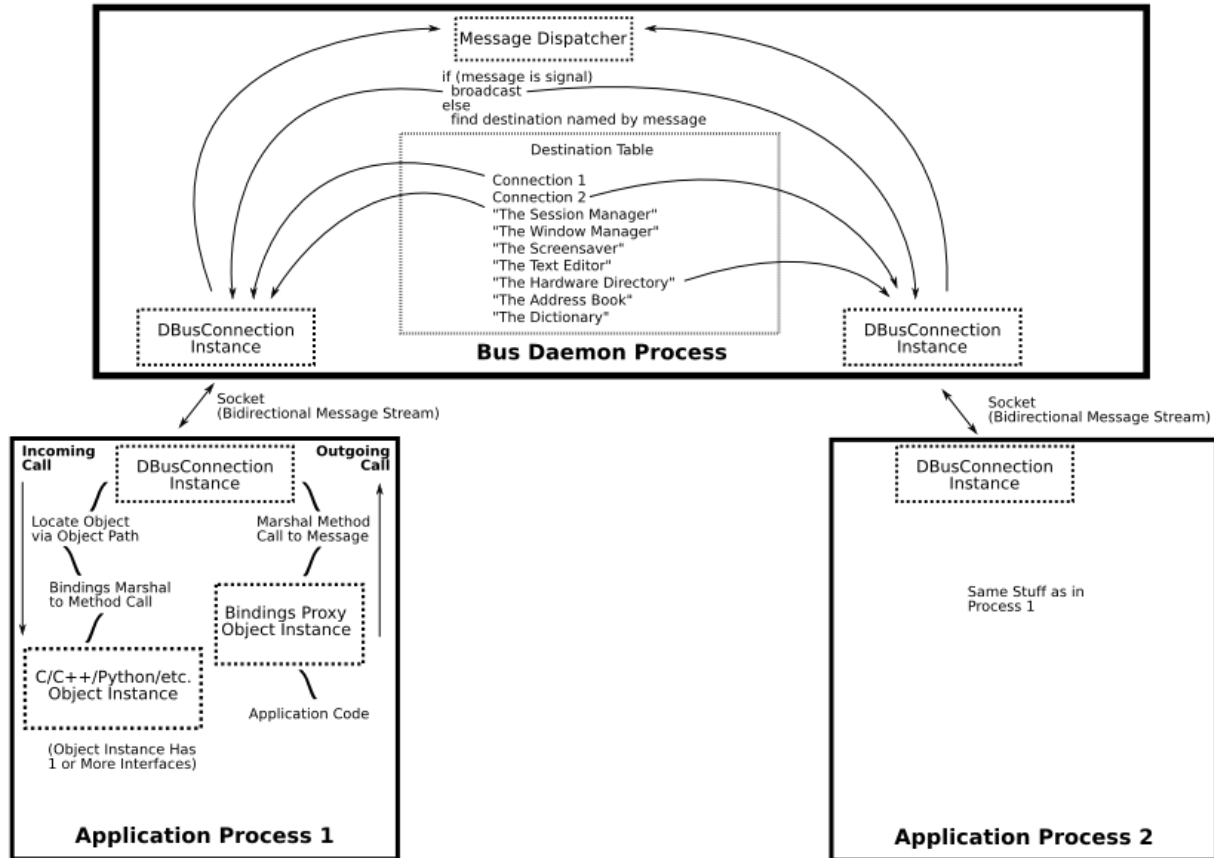 Message Dispatcher
if (message is signal)
broadcast
else
find destination named by message
Destination Table
Connection 1
Connection 2
"The Session Manager"
"The Window Manager"
"The Screensaver"
"The Text Editor"
"The Hardware Directory"
"The Address Book"
"The Dictionary"
DBusConnection
Instance
DBusConnection
Instance
Bus Daemon Process
Socket
(Bidirectional Message Stream)
Socket
(Bidirectional Message Stream)
Incoming
Call
DBusConnection
Instance
Outgoing
Call
Locate Object
via Object Path
Marshal Method
Call to Message
Bindings Marshal
to Method Call
Bindings Proxy
Object Instance
C/C++/Python/etc.
Object Instance
Application Code
(Object Instance Has
1 or More Interfaces)
Application Process 1
DBusConnection
Instance
Same Stuff as in
Process 1
Application Process 2